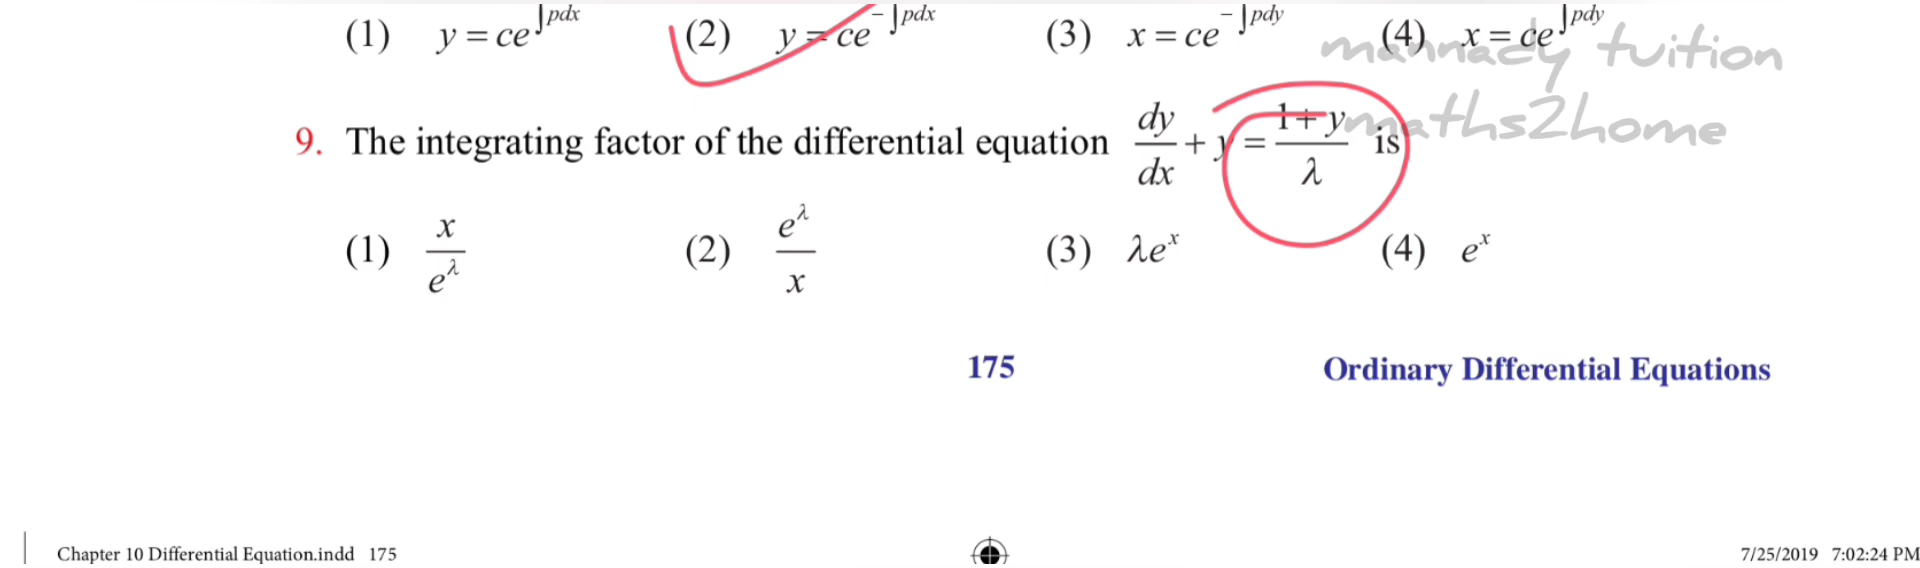 (1) y = ce^∫pdx (2) y = ce^-∫pdx (3) x = ce^-∫pdy (4) x = ce^∫pdy
mannady tuition
9. The integrating factor of the differential equation dy/dx + y = (1+y)/λ is
maths2home
(1) x/e^λ (2) e^λ/x (3) λe^x (4) e^x
175 Ordinary Differential Equations
Chapter 10 Differential Equation.indd 175 7/25/2019 7:02:24 PM